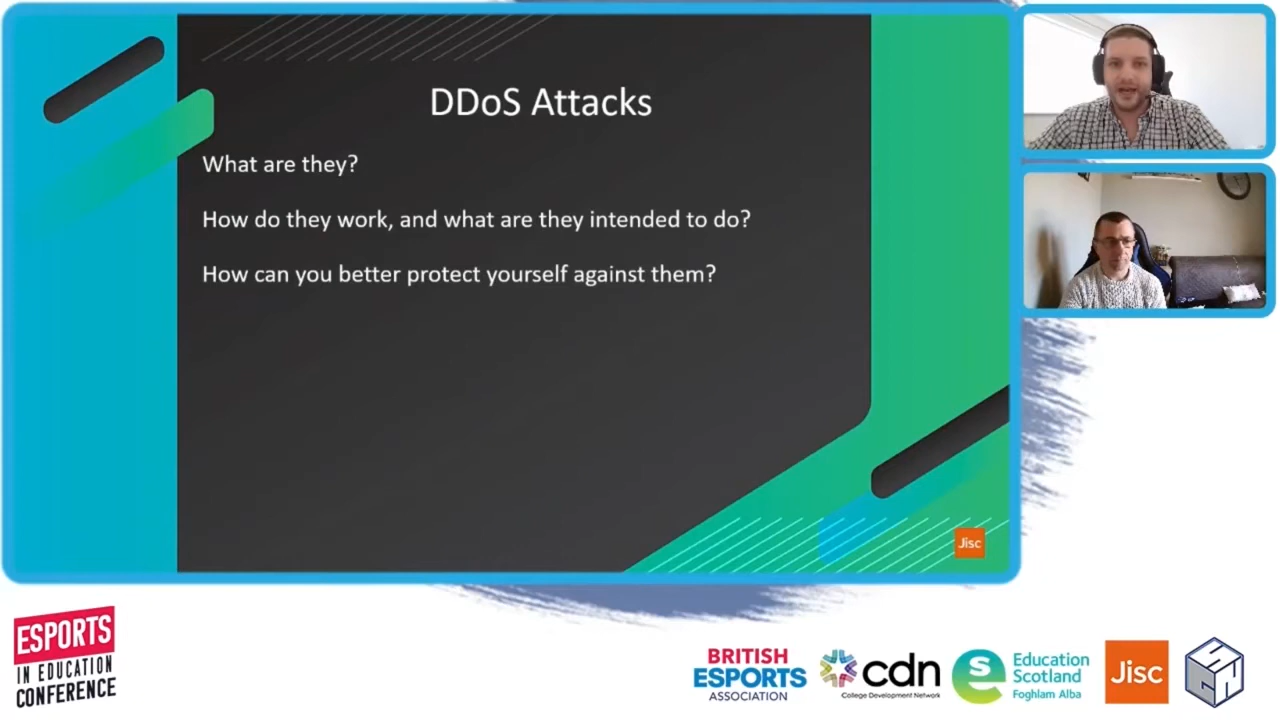 DDoS Attacks
What are they?
How do they work, and what are they intended to do?
How can you better protect yourself against them?
Jisc
ESPORTS
IN EDUCATION
CONFERENCE
BRITISH
ESPORTS
ASSOCIATION
cdn
College Development Network
Education
Scotland
Foghlam Alba
Jisc